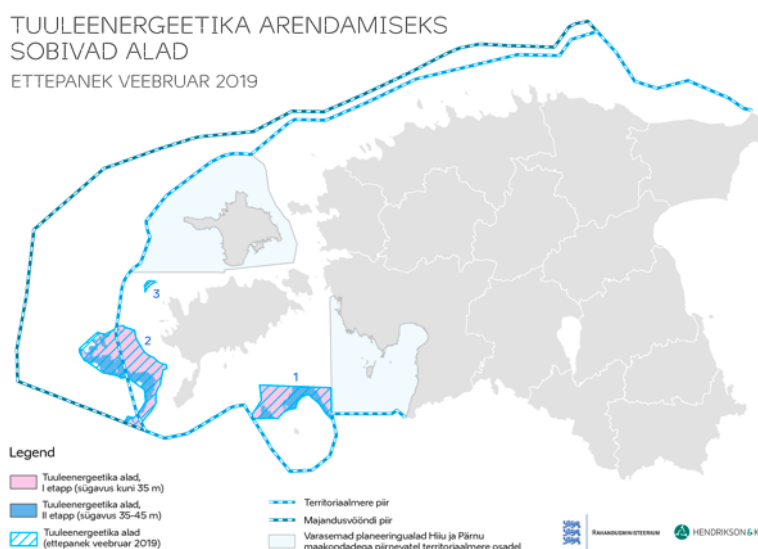 TUULEENERGEETIKA ARENDAMISEKS
SOBIVAD ALAD
ETTEPANEK VEEBRUAR 2019
3
2
1
Legend
Tuuleenergeetika alad,
I etapp (sügavus kuni 35 m)
Tuuleenergeetika alad,
II etapp (sügavus 35-45 m)
Tuuleenergeetika alad
(ettepanek veebruar 2019)
Territoriaalmere piir
Majandusvööndi piir
Varasemad planeeringualad Hiiu ja Pärnu
maakondadega piirnevatel territoriaalmere osadel
RAHANDUSMINISTEERIUM
HENDRIKSON & K